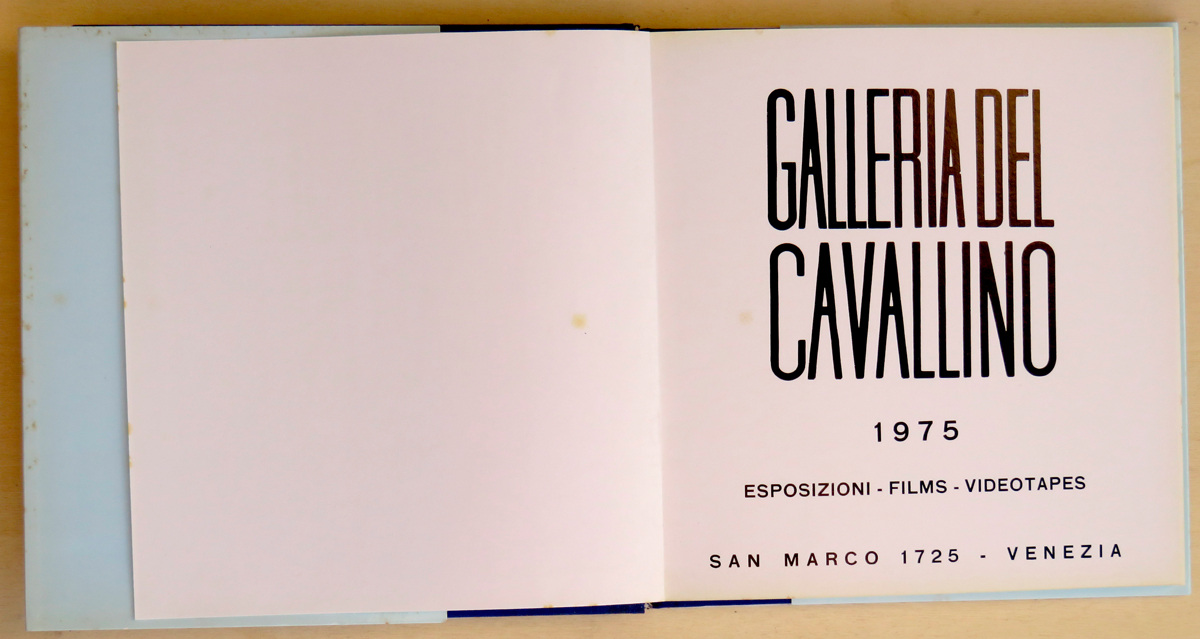 GALLERIA DEL
CAVALLINO
1975
ESPOSIZIONI - FILMS - VIDEOTAPES
SAN MARCO 1725 - VENEZIA